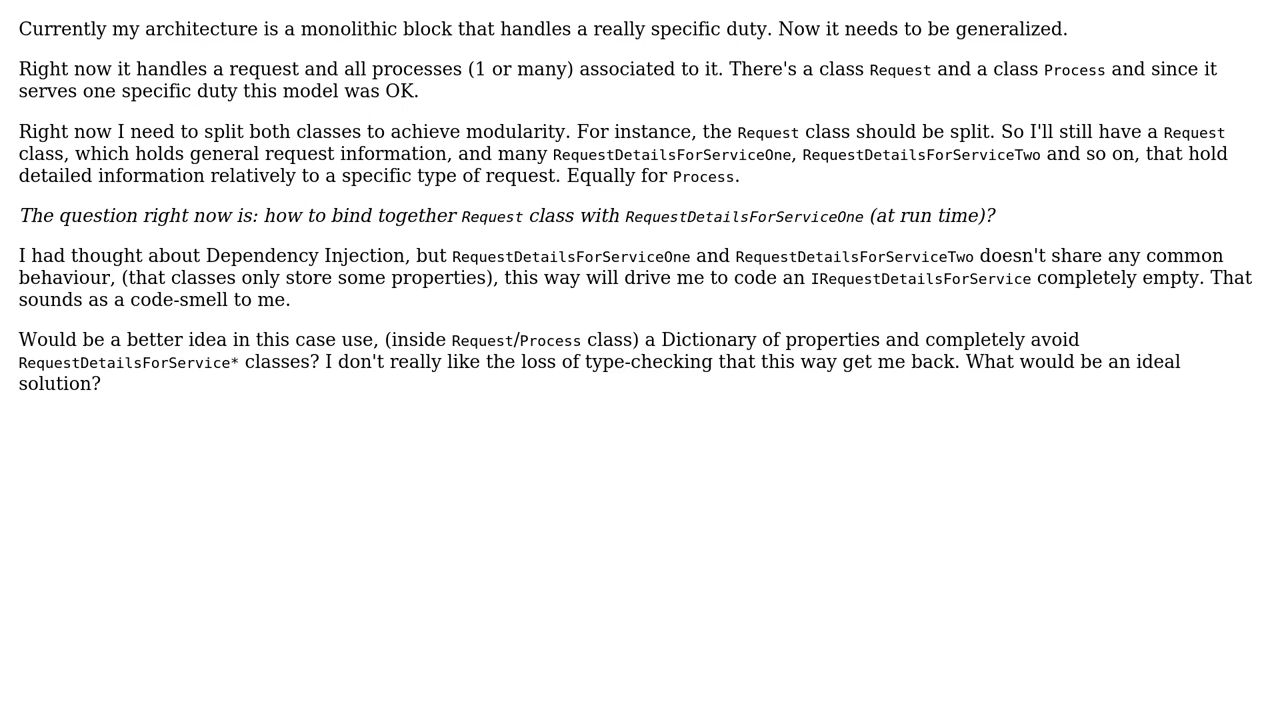 Currently my architecture is a monolithic block that handles a really specific duty. Now it needs to be generalized.
Right now it handles a request and all processes (1 or many) associated to it. There's a class Request and a class Process and since it
serves one specific duty this model was OK.
Right now I need to split both classes to achieve modularity. For instance, the Request class should be split. So I'll still have a Request
class, which holds general request information, and many RequestDetailsForServiceOne, RequestDetailsForServiceTwo and so on, that hold
detailed information relatively to a specific type of request. Equally for Process.
The question right now is: how to bind together Request class with RequestDetailsForServiceOne (at run time)?
I had thought about Dependency Injection, but RequestDetailsForServiceOne and RequestDetailsForServiceTwo doesn't share any common
behaviour, (that classes only store some properties), this way will drive me to code an IRequestDetailsForService completely empty. That
sounds as a code-smell to me.
Would be a better idea in this case use, (inside Request/Process class) a Dictionary of properties and completely avoid
RequestDetailsForService* classes? I don't really like the loss of type-checking that this way get me back. What would be an ideal
solution?